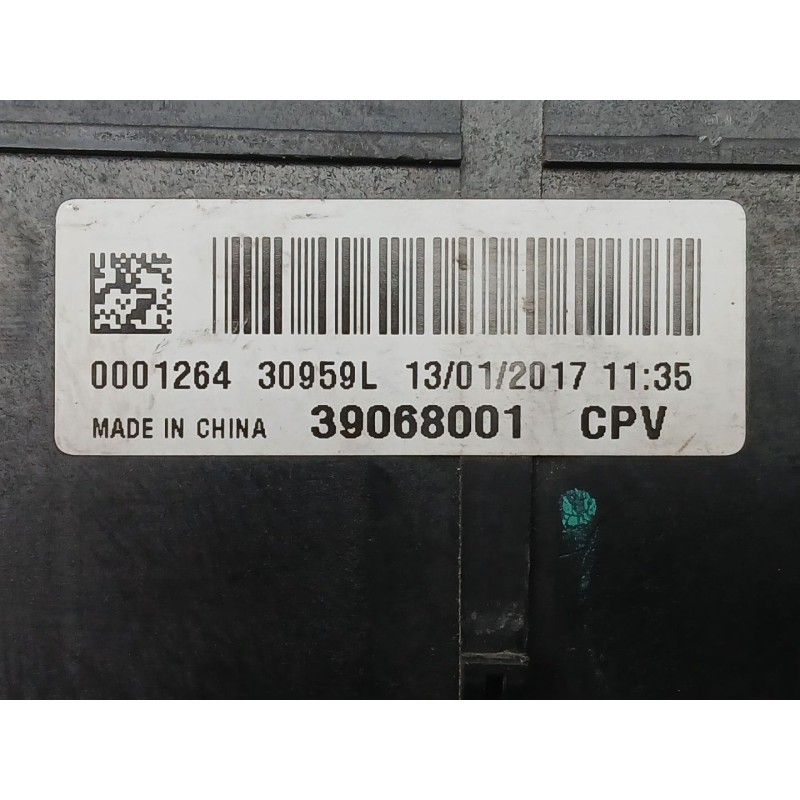 0001264 30959L 13/01/2017 11:35
MADE IN CHINA 39068001 CPV